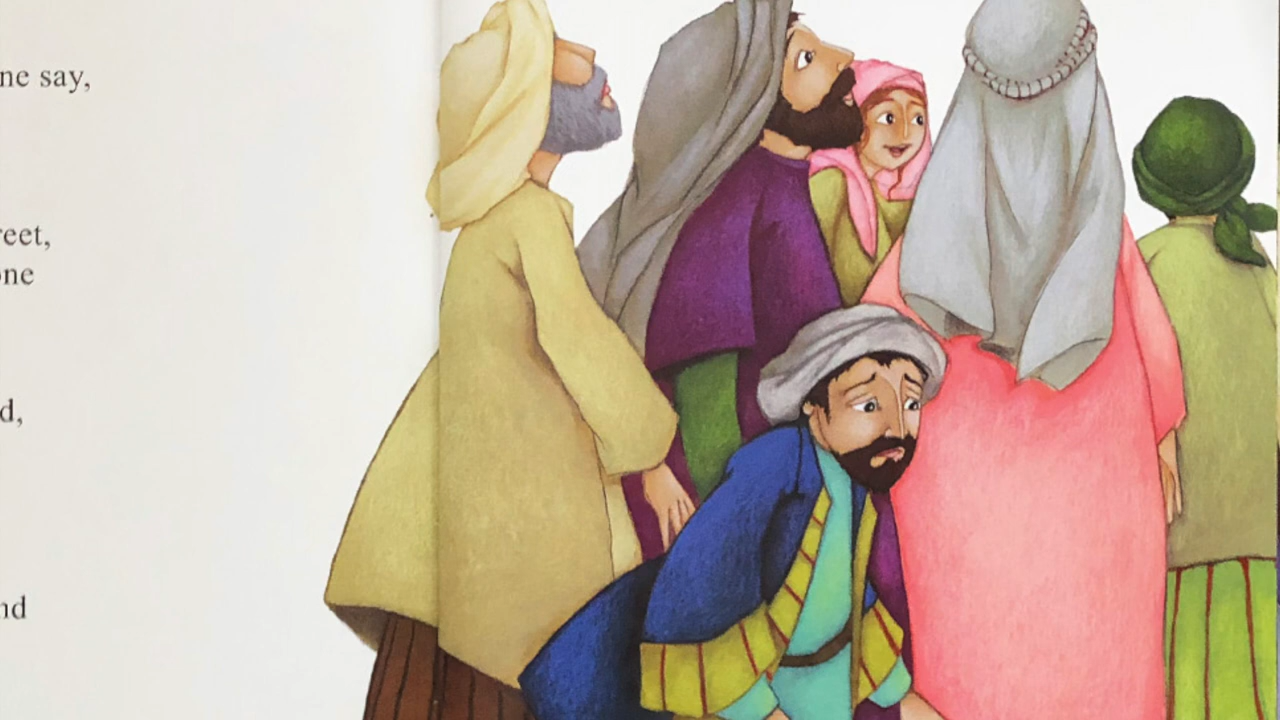 ne say,
reet,
one
d,
nd